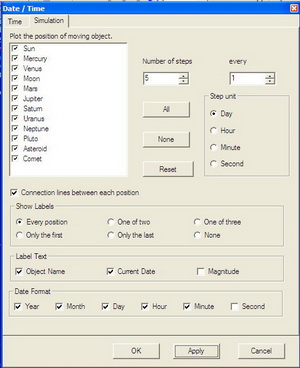 Date / Time
Time Simulation
Plot the position of moving object.
Sun
Mercury
Venus
Moon
Mars
Jupiter
Saturn
Uranus
Neptune
Pluto
Asteroid
Comet
Number of steps every
5 1
All
None
Reset
Step unit
Day
Hour
Minute
Second
Connection lines between each position
Show Labels
Every position One of two One of three
Only the first Only the last None
Label Text
Object Name Current Date Magnitude
Date Format
Year Month Day Hour Minute Second
OK Apply Cancel